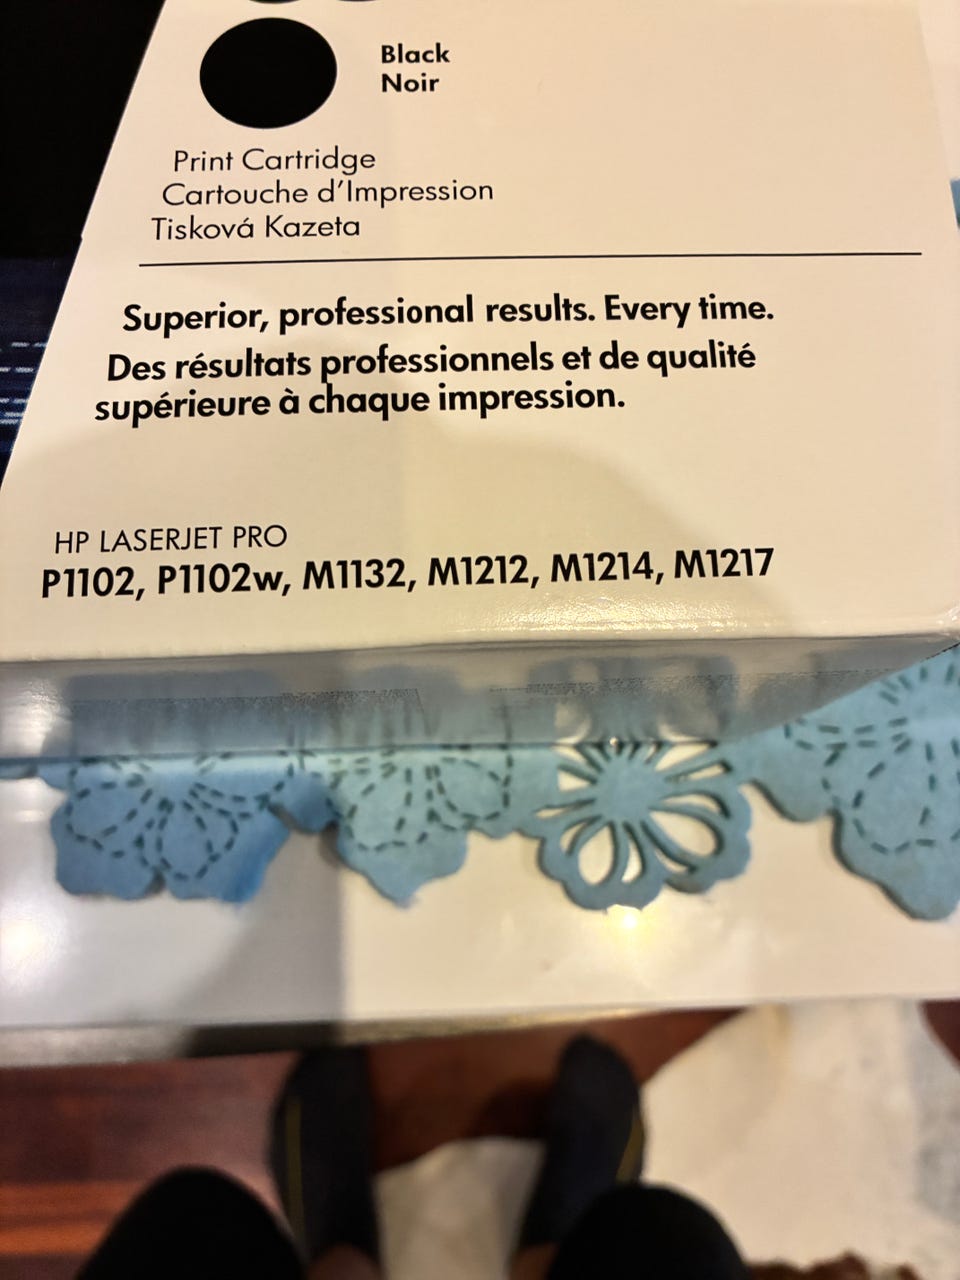 Black
Noir
Print Cartridge
Cartouche d'Impression
Tisková Kazeta
Superior, professional results. Every time.
Des résultats professionnels et de qualité
supérieure à chaque impression.
HP LASERJET PRO
P1102, P1102w, M1132, M1212, M1214, M1217